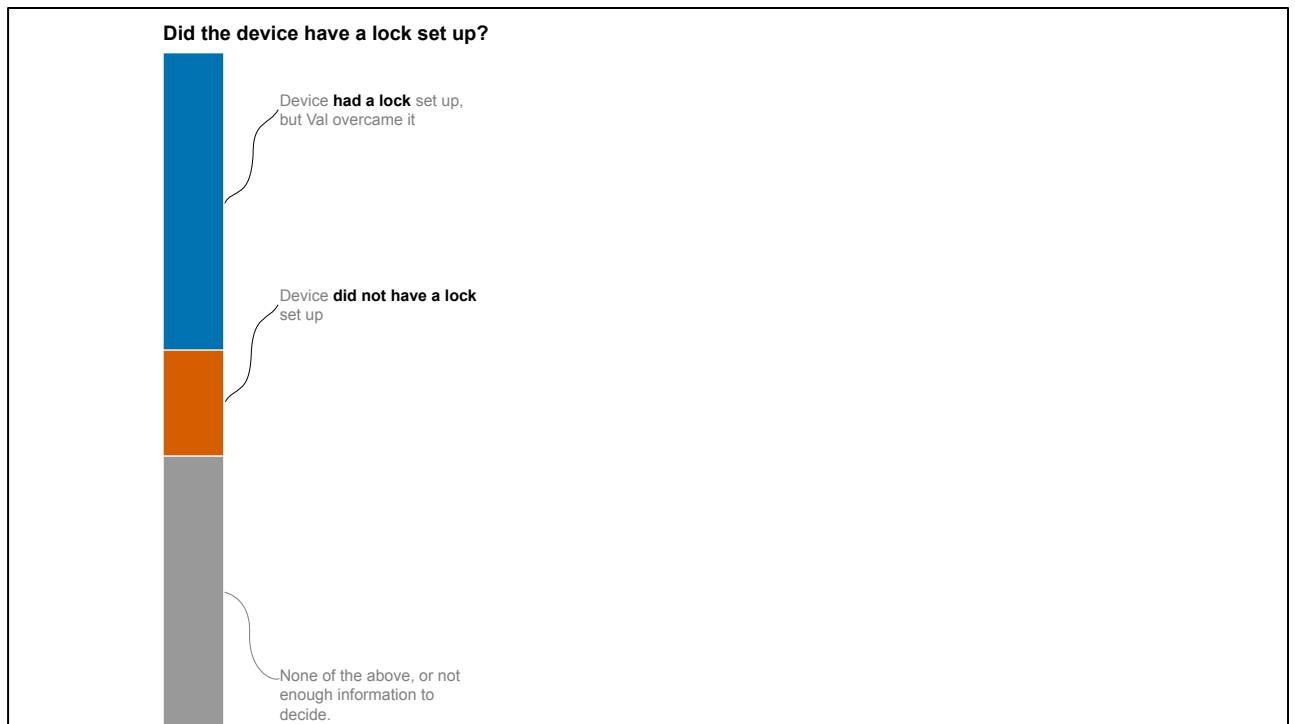 Did the device have a lock set up?
Device had a lock set up,
but Val overcame it
Device did not have a lock
set up
None of the above, or not
enough information to
decide.